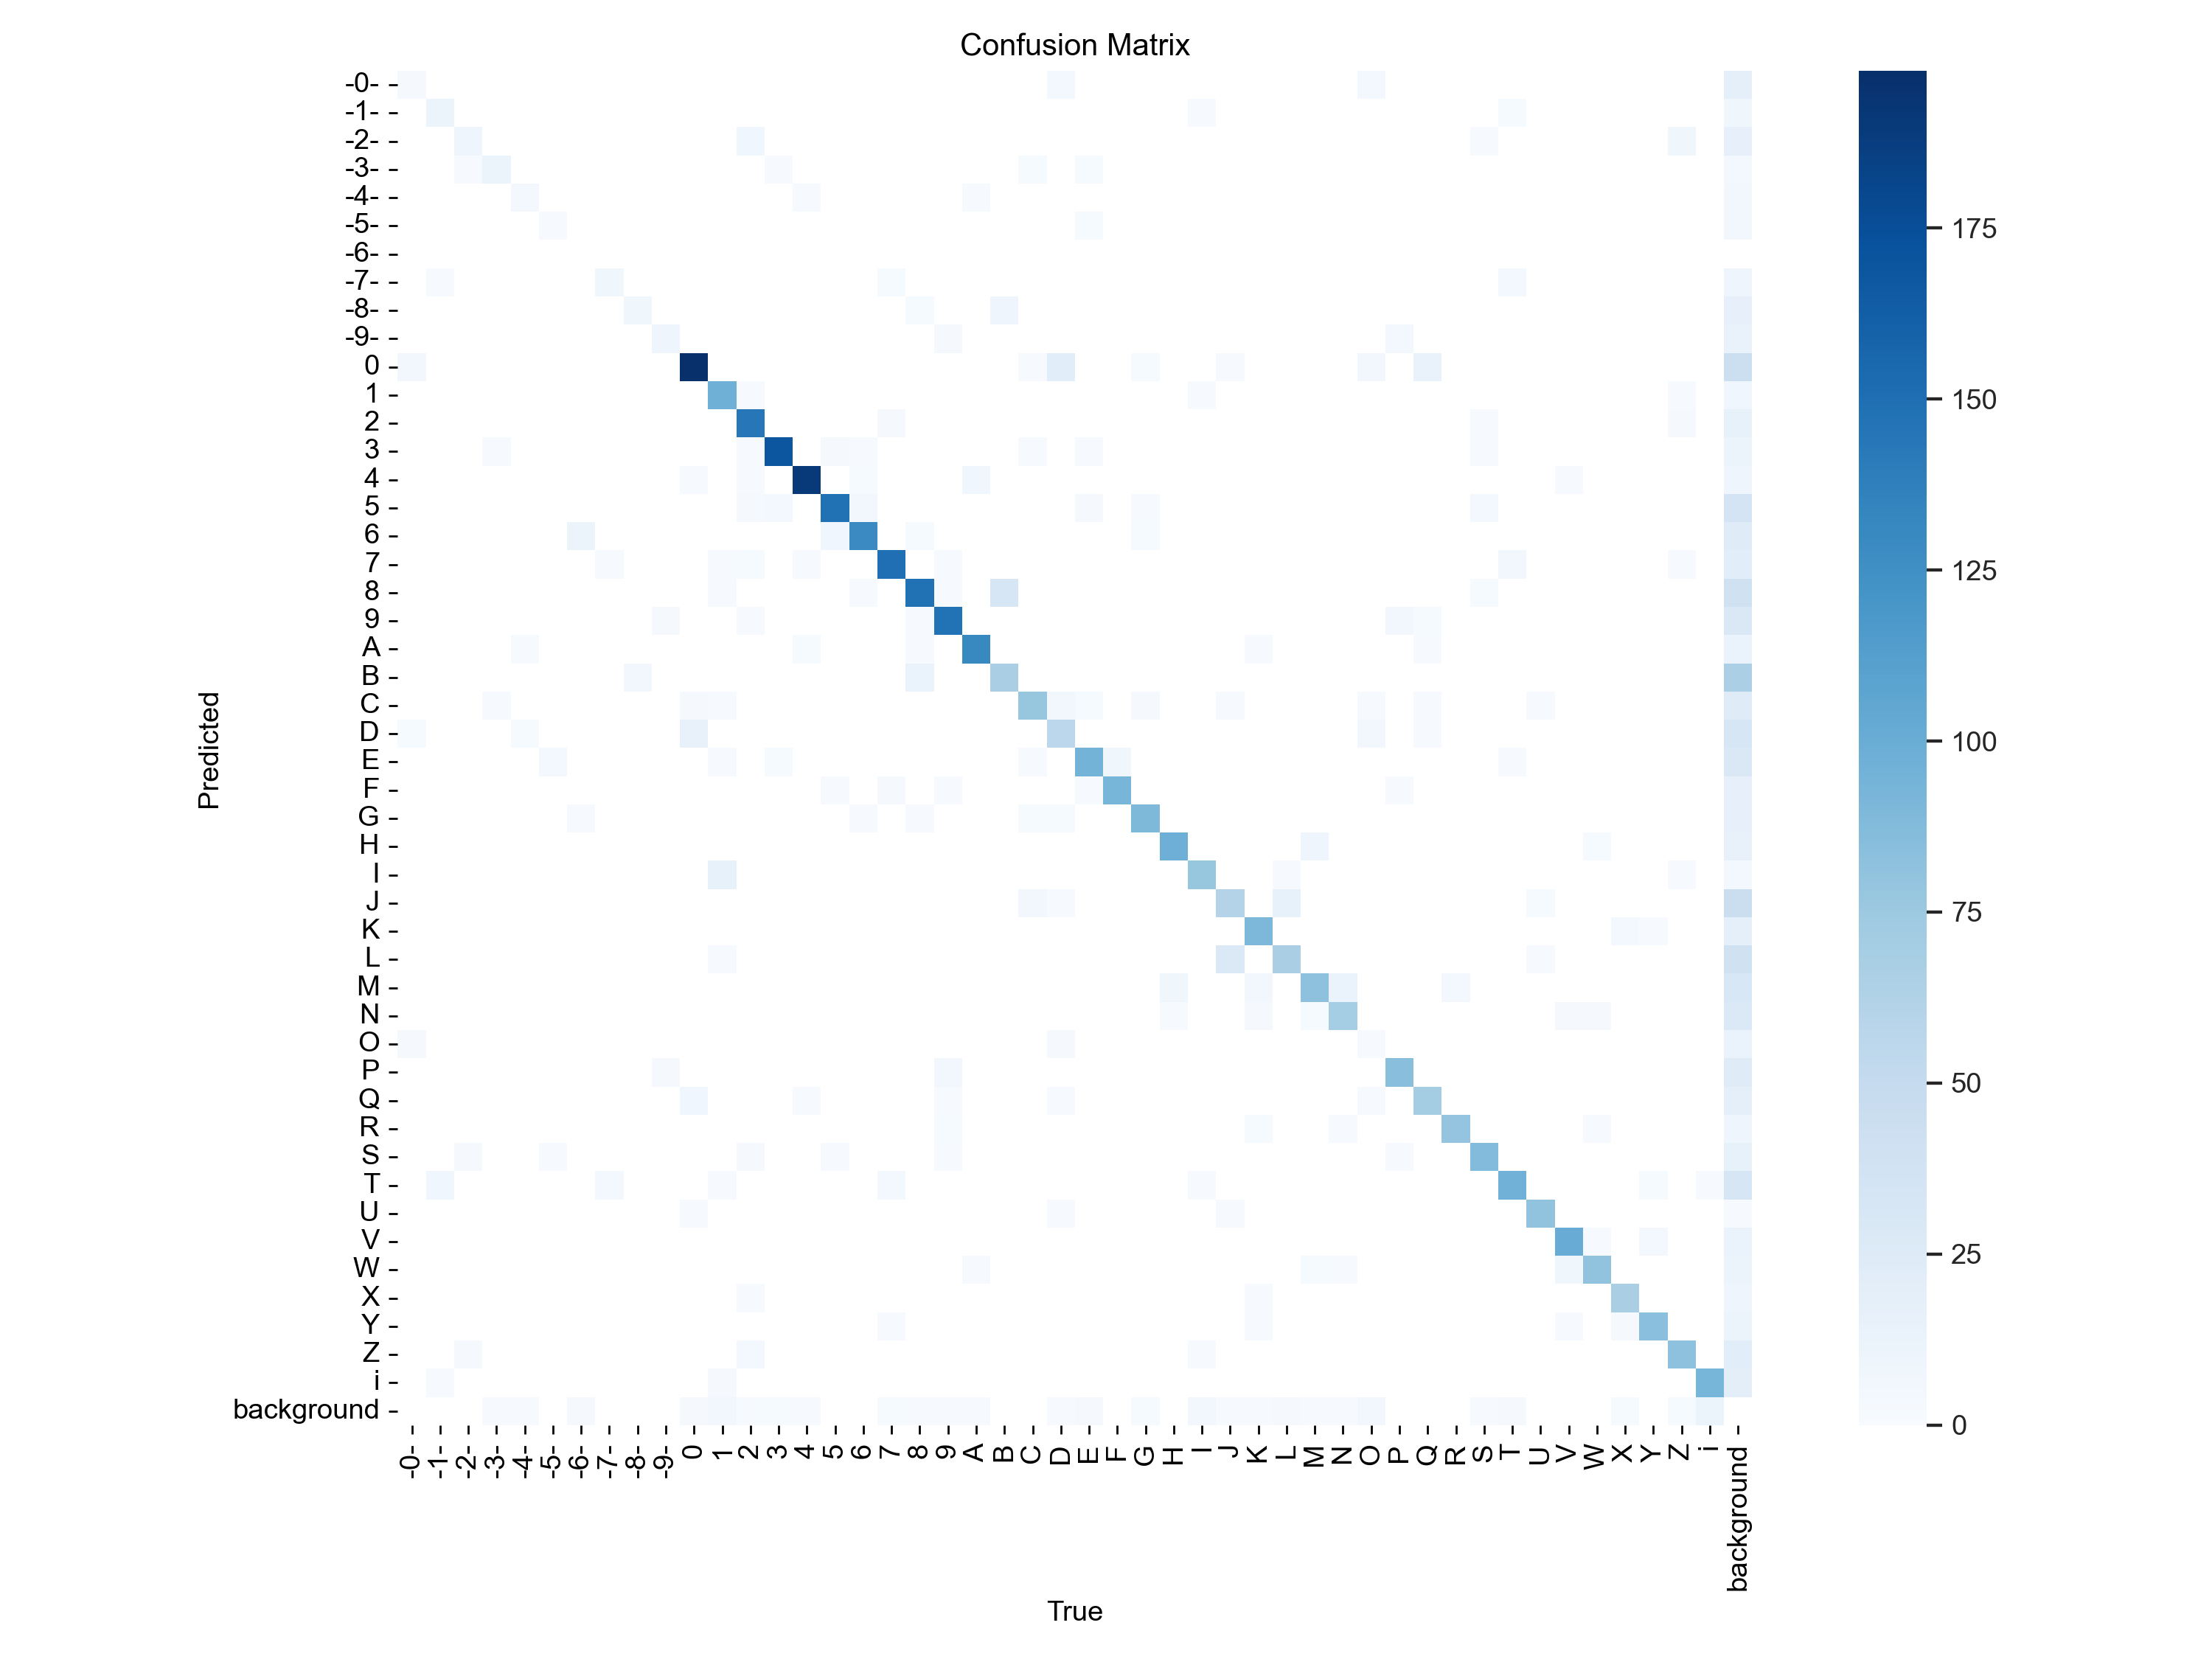 Confusion Matrix
Predicted
-0-
-1-
-2-
-3-
-4-
-5-
-6-
-7-
-8-
-9-
0
1
2
3
4
5
6
7
8
9
A
B
C
D
E
F
G
H
I
J
K
L
M
N
O
P
Q
R
S
T
U
V
W
X
Y
Z
i
background
-0- -1- -2- -3- -4- -5- -6- -7- -8- -9- 0 1 2 3 4 5 6 7 8 9 A B C D E F G H I J K L M N O P Q R S T U V W X Y Z i background
True
175
150
125
100
75
50
25
0